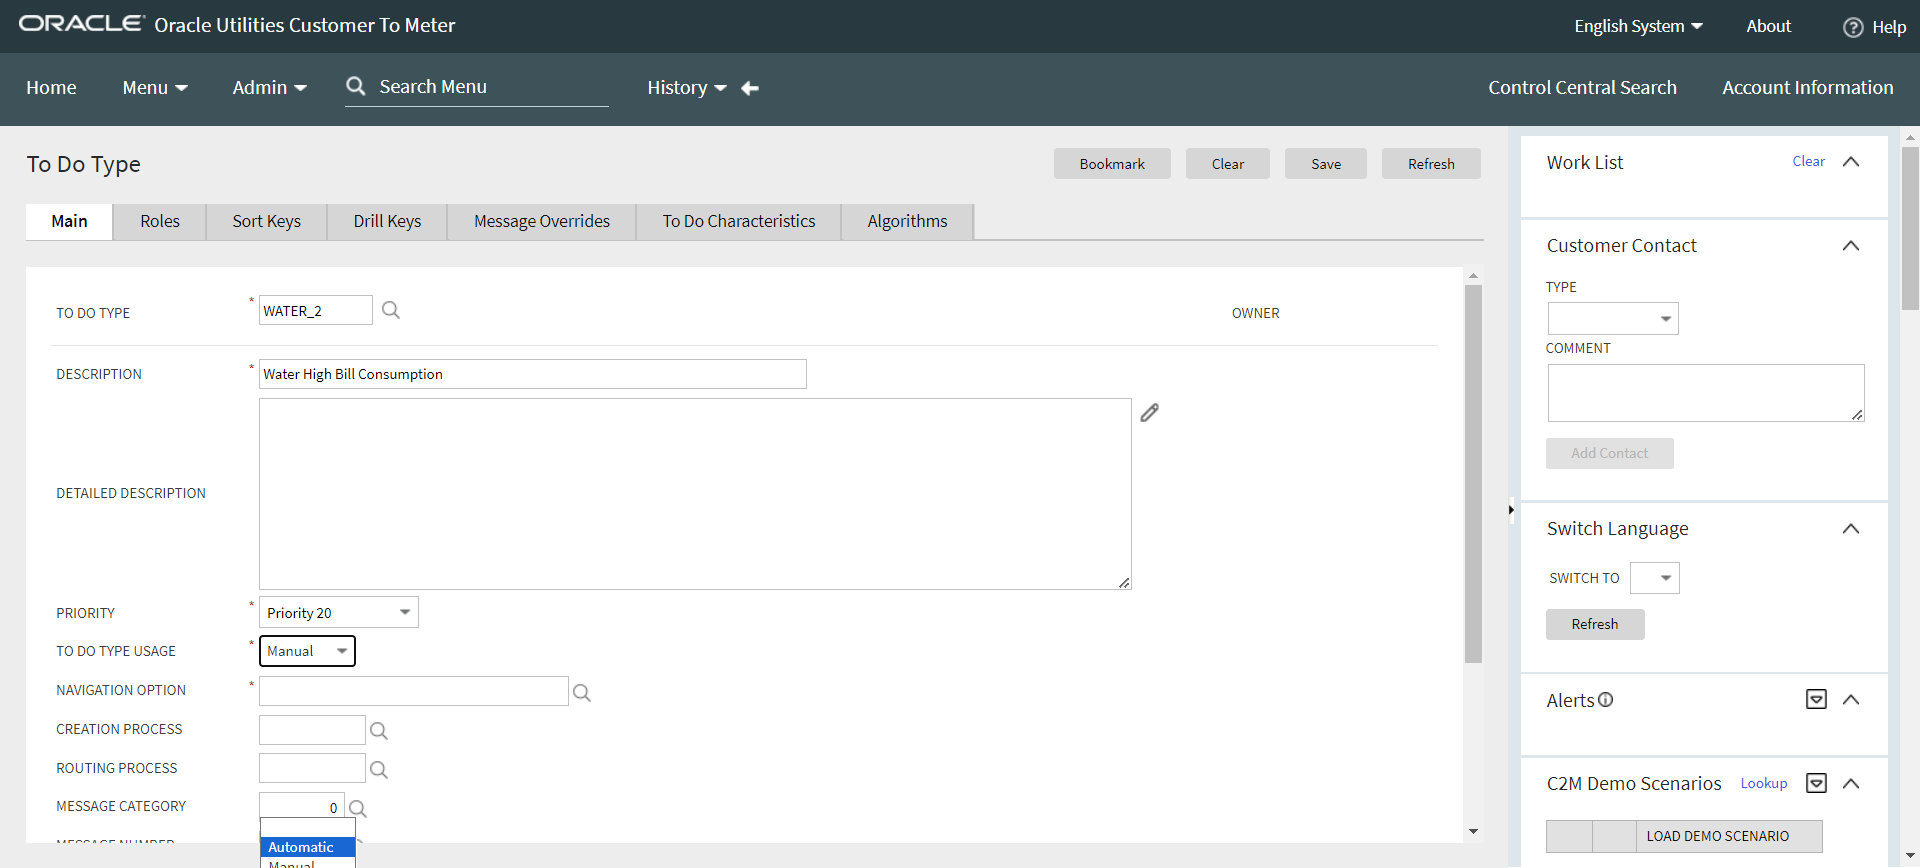 ORACLE Oracle Utilities Customer To Meter
English System
About
Help
Home
Menu
Admin
Search Menu
History
Control Central Search
Account Information
To Do Type
Bookmark
Clear
Save
Refresh
Main
Roles
Sort Keys
Drill Keys
Message Overrides
To Do Characteristics
Algorithms
TO DO TYPE
* WATER_2
OWNER
DESCRIPTION
* Water High Bill Consumption
DETAILED DESCRIPTION
PRIORITY
* Priority 20
TO DO TYPE USAGE
* Manual
NAVIGATION OPTION
*
CREATION PROCESS
ROUTING PROCESS
MESSAGE CATEGORY
0
MESSAGE NUMBER
Automatic
Manual
Work List
Clear
Customer Contact
TYPE
COMMENT
Add Contact
Switch Language
SWITCH TO
Refresh
Alerts
C2M Demo Scenarios
Lookup
LOAD DEMO SCENARIO